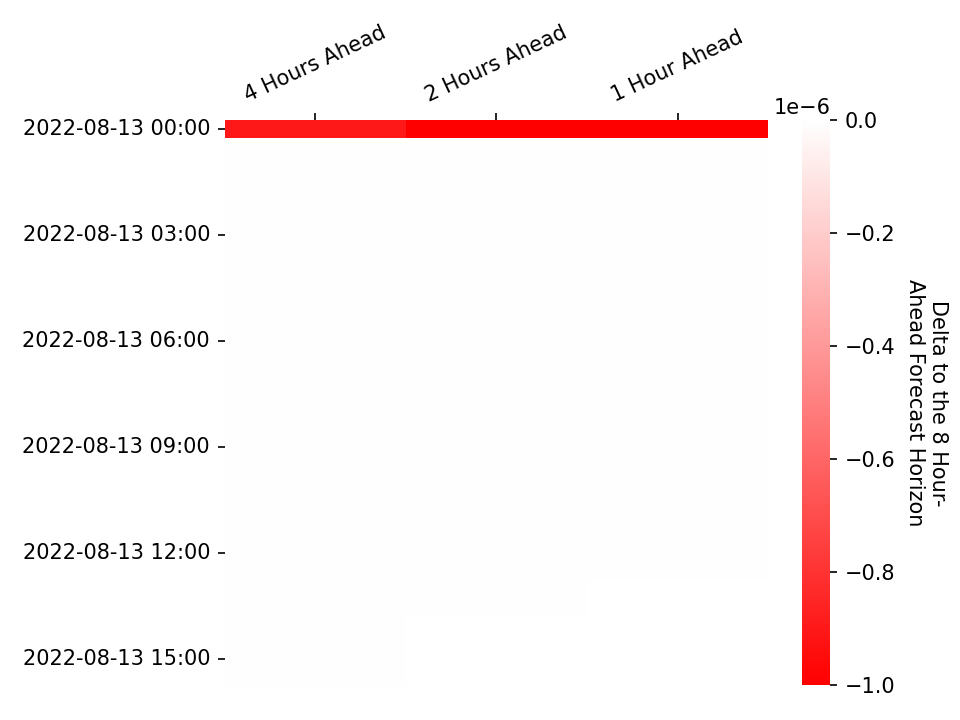 4 Hours Ahead
2 Hours Ahead
1 Hour Ahead
2022-08-13 00:00
2022-08-13 03:00
2022-08-13 06:00
2022-08-13 09:00
2022-08-13 12:00
2022-08-13 15:00
1e−6
0.0
−0.2
−0.4
−0.6
−0.8
−1.0
Delta to the 8 Hour-
Ahead Forecast Horizon